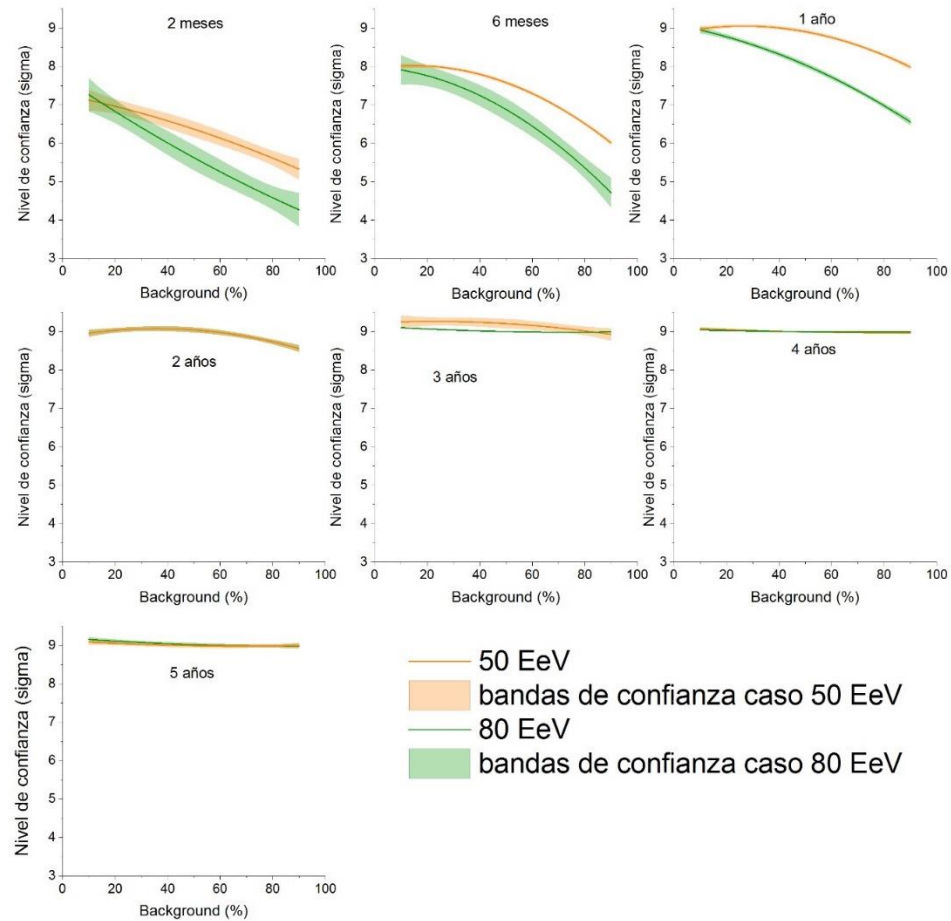 2 meses
9
8
7
6
5
4
3
Nivel de confianza (sigma)
0 20 40 60 80 100
Background (%)
6 meses
9
8
7
6
5
4
3
Nivel de confianza (sigma)
0 20 40 60 80 100
Background (%)
1 año
9
8
7
6
5
4
3
Nivel de confianza (sigma)
0 20 40 60 80 100
Background (%)
2 años
9
8
7
6
5
4
3
Nivel de confianza (sigma)
0 20 40 60 80 100
Background (%)
3 años
9
8
7
6
5
4
3
Nivel de confianza (sigma)
0 20 40 60 80 100
Background (%)
4 años
9
8
7
6
5
4
3
Nivel de confianza (sigma)
0 20 40 60 80 100
Background (%)
5 años
9
8
7
6
5
4
3
Nivel de confianza (sigma)
0 20 40 60 80 100
Background (%)
50 EeV
bandas de confianza caso 50 EeV
80 EeV
bandas de confianza caso 80 EeV